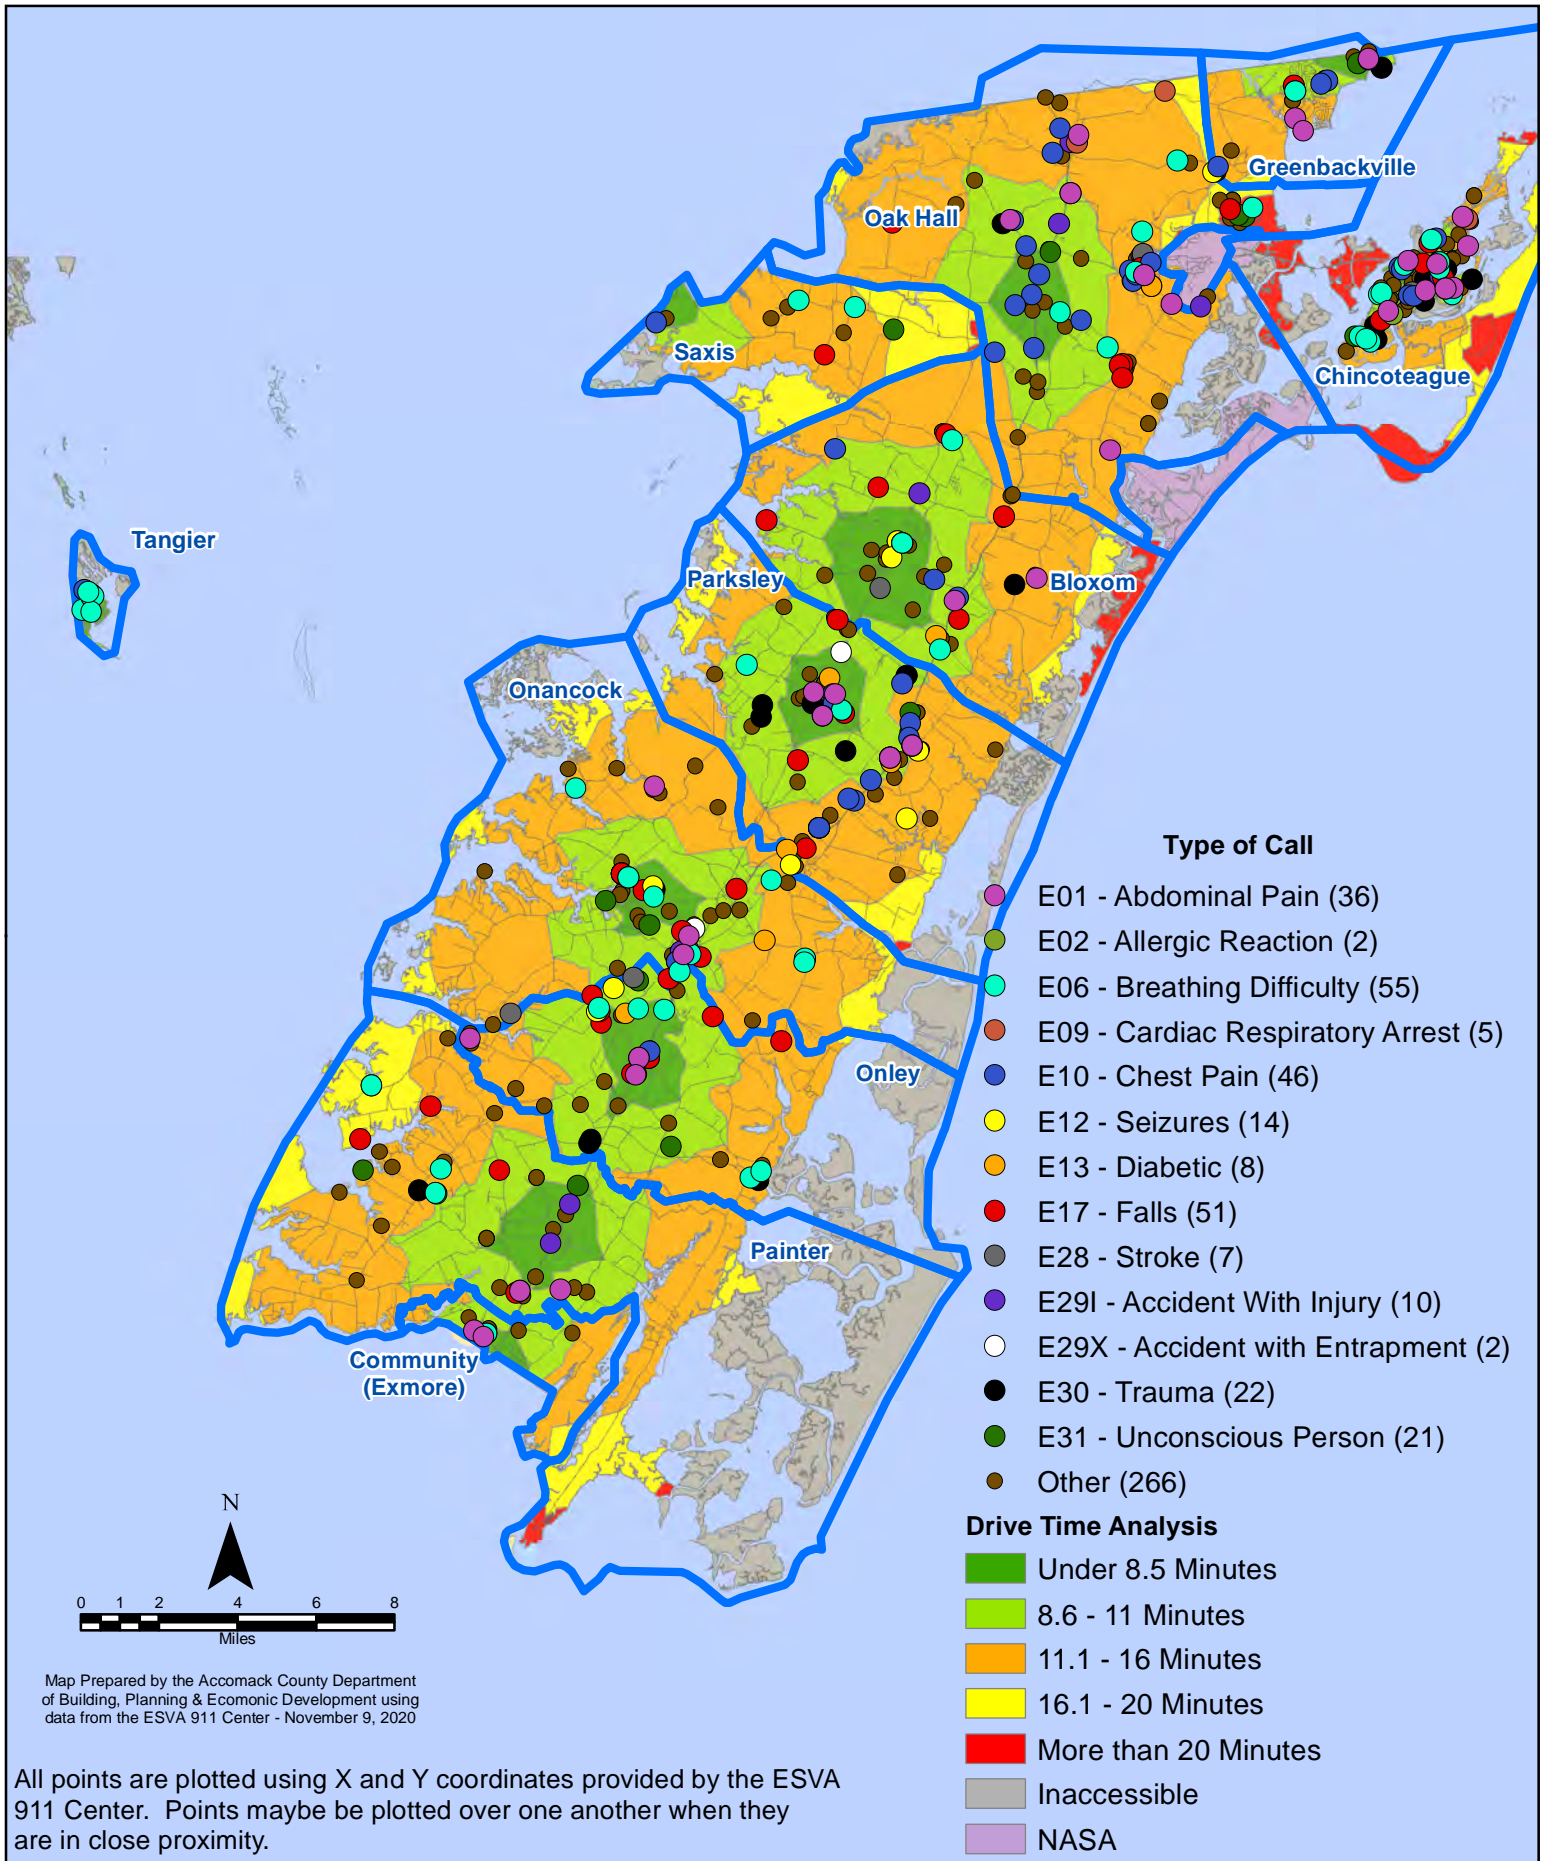 Greenbackville
Oak Hall
Saxis
Chincoteague
Tangier
Parksley
Bloxom
Onancock
Onley
Painter
Community
(Exmore)
Type of Call
E01 - Abdominal Pain (36)
E02 - Allergic Reaction (2)
E06 - Breathing Difficulty (55)
E09 - Cardiac Respiratory Arrest (5)
E10 - Chest Pain (46)
E12 - Seizures (14)
E13 - Diabetic (8)
E17 - Falls (51)
E28 - Stroke (7)
E29I - Accident With Injury (10)
E29X - Accident with Entrapment (2)
E30 - Trauma (22)
E31 - Unconscious Person (21)
Other (266)
Drive Time Analysis
Under 8.5 Minutes
8.6 - 11 Minutes
11.1 - 16 Minutes
16.1 - 20 Minutes
More than 20 Minutes
Inaccessible
NASA
N
0 1 2 4 6 8
Miles
Map Prepared by the Accomack County Department
of Building, Planning & Ecomonic Development using
data from the ESVA 911 Center - November 9, 2020
All points are plotted using X and Y coordinates provided by the ESVA
911 Center. Points maybe be plotted over one another when they
are in close proximity.